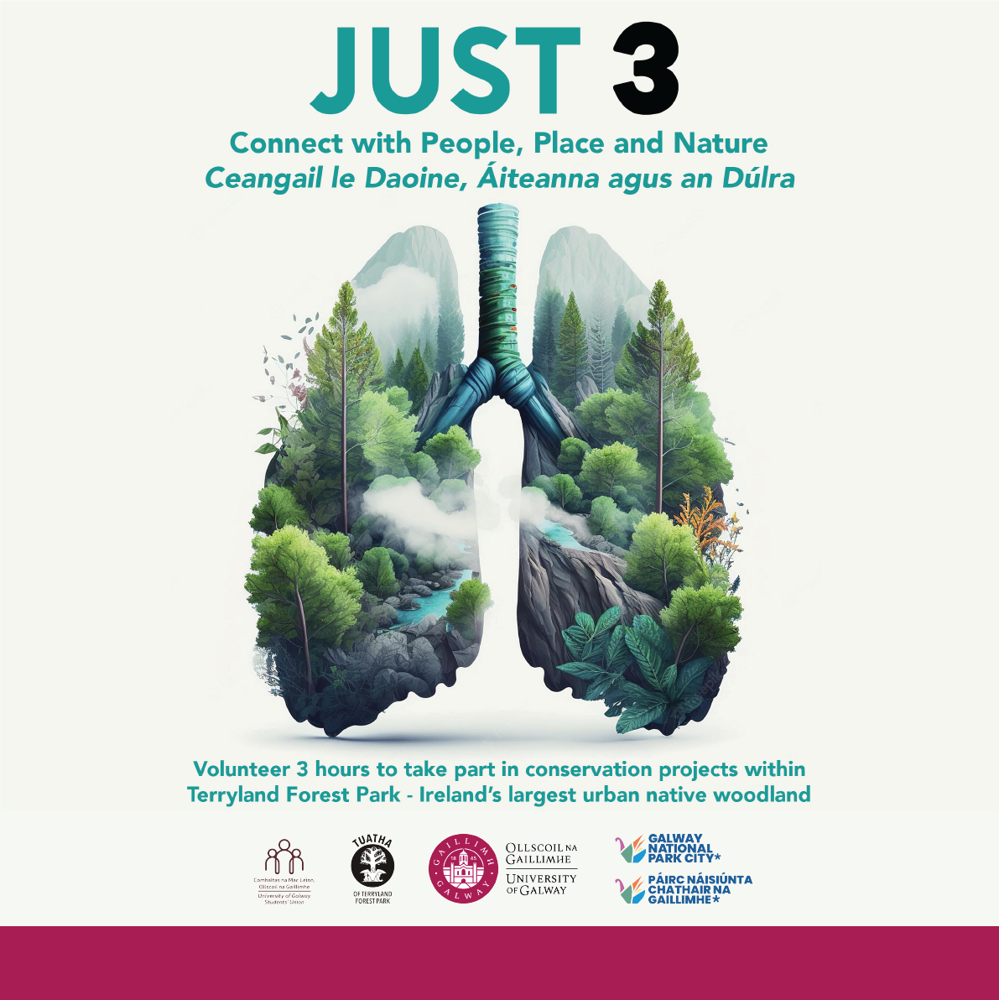 JUST 3
Connect with People, Place and Nature
Ceangail le Daoine, Áiteanna agus an Dúlra
Volunteer 3 hours to take part in conservation projects within
Terryland Forest Park - Ireland's largest urban native woodland
Comhaltas na Mac Léinn,
Ollscoil na Gaillimhe
University of Galway
Students' Union
TUATHA
OF TERRYLAND
FOREST PARK
GAILLIMH
18 45
GALWAY
OLLSCOIL NA
GAILLIMHE
UNIVERSITY
OF GALWAY
GALWAY
NATIONAL
PARK CITY*
PÁIRC NÁISIÚNTA
CHATHAIR NA
GAILLIMHE*